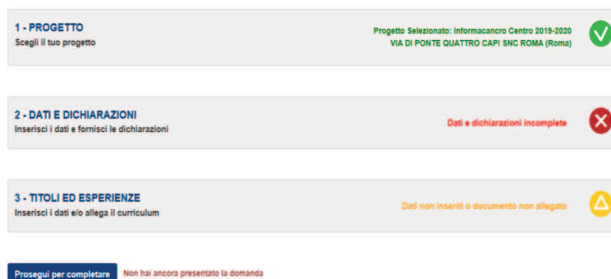 1 - PROGETTO
Scegli il tuo progetto
Progetto Selezionato: Informacancro Centro 2019-2020
VIA DI PONTE QUATTRO CAPI SNC ROMA (Roma)
2 - DATI E DICHIARAZIONI
Inserisci i dati e fornisci le dichiarazioni
Dati e dichiarazioni incomplete
3 - TITOLI ED ESPERIENZE
Inserisci i dati e/o allega il curriculum
Dati non inseriti o documento non allegato
Prosegui per completare Non hai ancora presentato la domanda